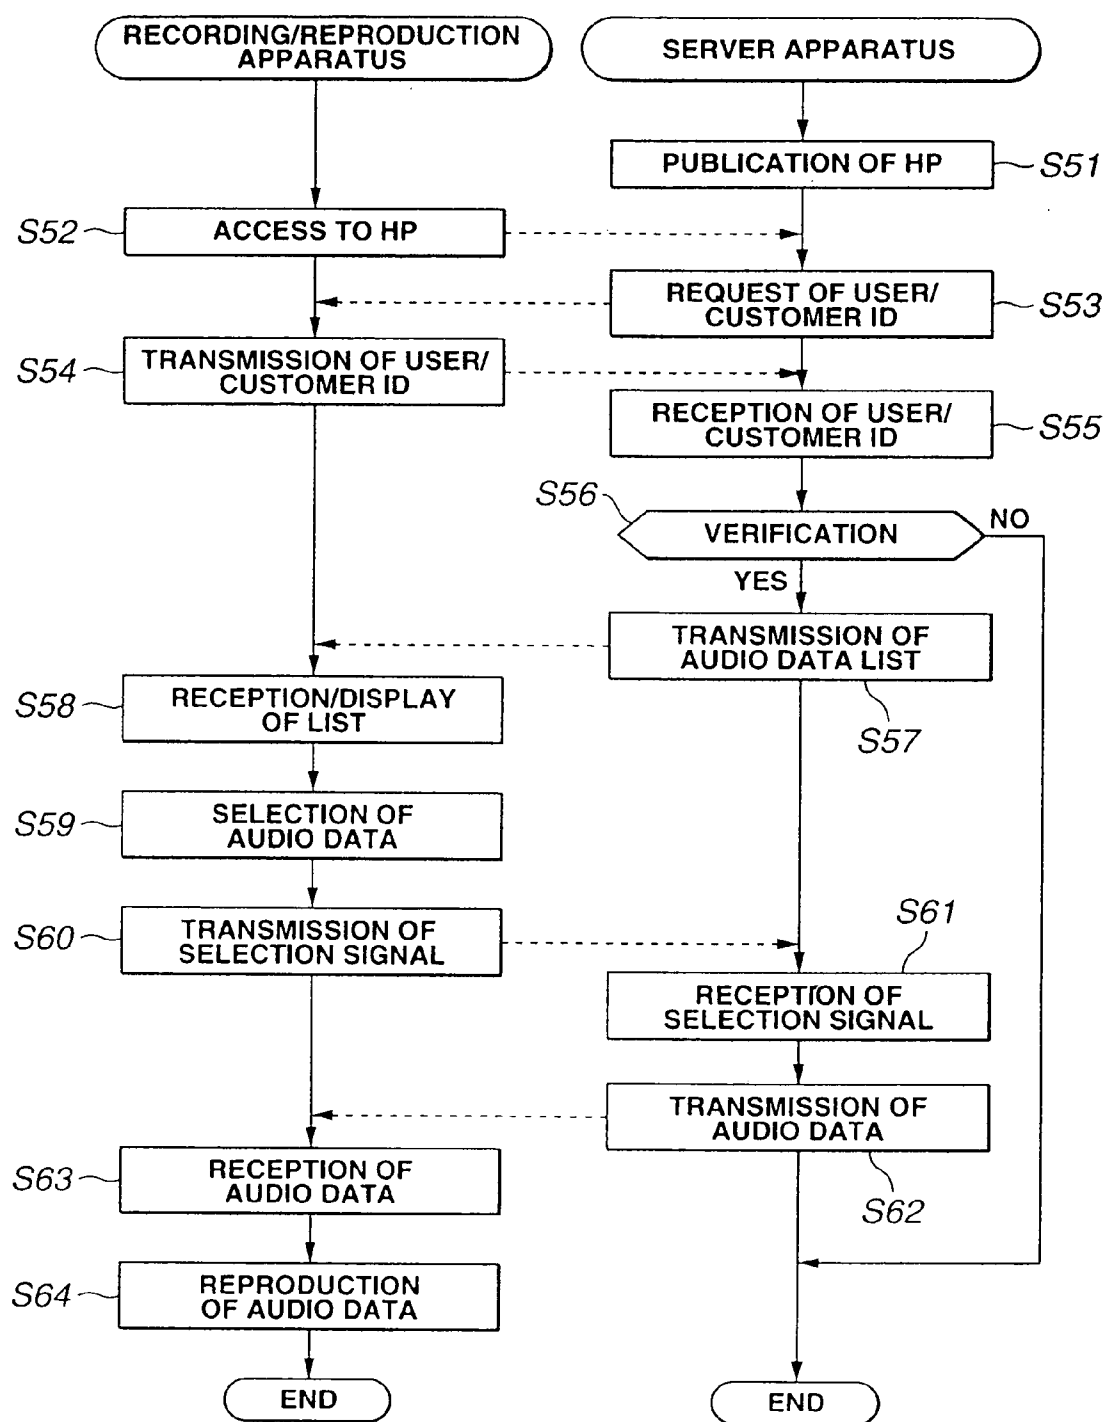 RECORDING/REPRODUCTION
APPARATUS
SERVER APPARATUS
PUBLICATION OF HP
S51
S52
ACCESS TO HP
REQUEST OF USER/
CUSTOMER ID
S53
S54
TRANSMISSION OF USER/
CUSTOMER ID
RECEPTION OF USER/
CUSTOMER ID
S55
S56
VERIFICATION
NO
YES
TRANSMISSION OF
AUDIO DATA LIST
S57
S58
RECEPTION/DISPLAY
OF LIST
S59
SELECTION OF
AUDIO DATA
S60
TRANSMISSION OF
SELECTION SIGNAL
S61
RECEPTION OF
SELECTION SIGNAL
TRANSMISSION OF
AUDIO DATA
S62
S63
RECEPTION OF
AUDIO DATA
S64
REPRODUCTION
OF AUDIO DATA
END
END